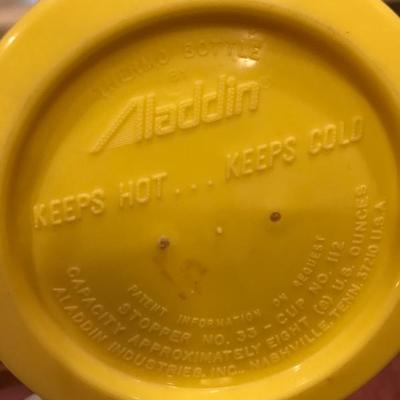 THERMO BOTTLE
BY
Aladdin®
KEEPS HOT... KEEPS COLD
PATENT INFORMATION ON REQUEST
STOPPER NO. 33 - CUP NO. 112
CAPACITY APPROXIMATELY EIGHT (8) U.S. OUNCES
ALADDIN INDUSTRIES, INC., NASHVILLE, TENN. 37210 U.S.A